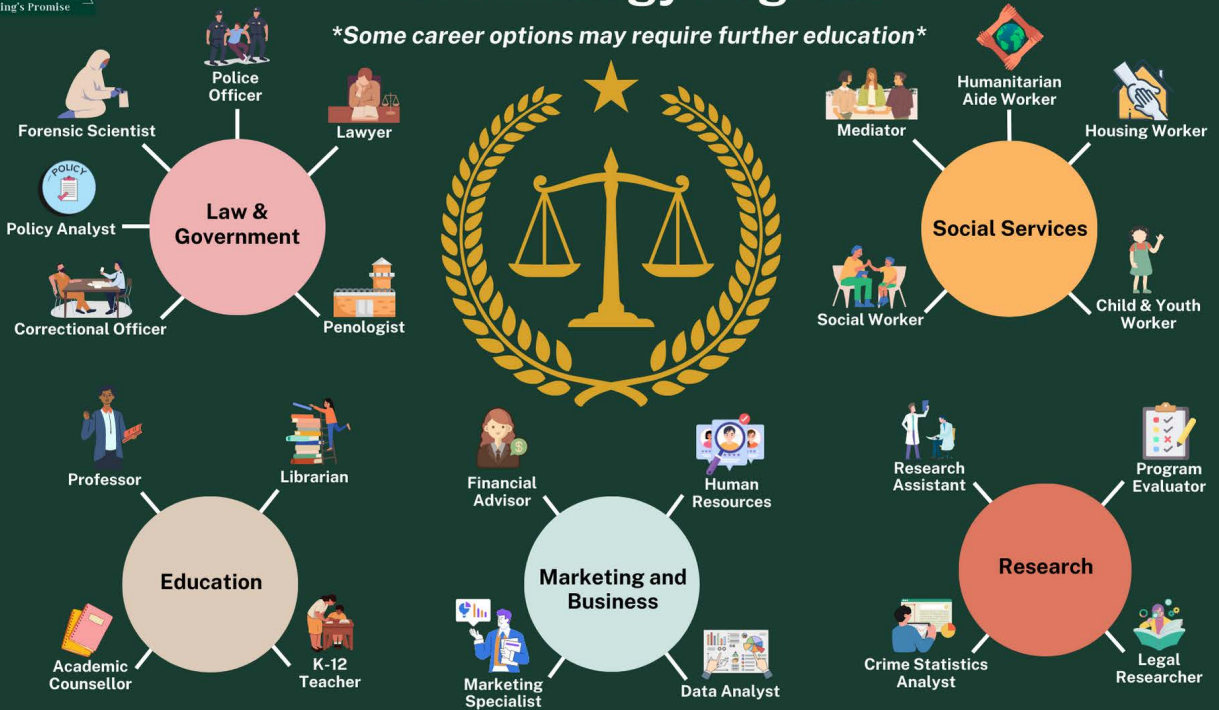 ing's Promise
*Some career options may require further education*
Police
Officer
Forensic Scientist
Lawyer
POLICY
Policy Analyst
Law &
Government
Correctional Officer
Penologist
Humanitarian
Aide Worker
Mediator
Housing Worker
Social Services
Social Worker
Child & Youth
Worker
Professor
Librarian
Education
Academic
Counsellor
K-12
Teacher
Financial
Advisor
Human
Resources
Marketing and
Business
Marketing
Specialist
Data Analyst
Research
Assistant
Program
Evaluator
Research
Crime Statistics
Analyst
Legal
Researcher